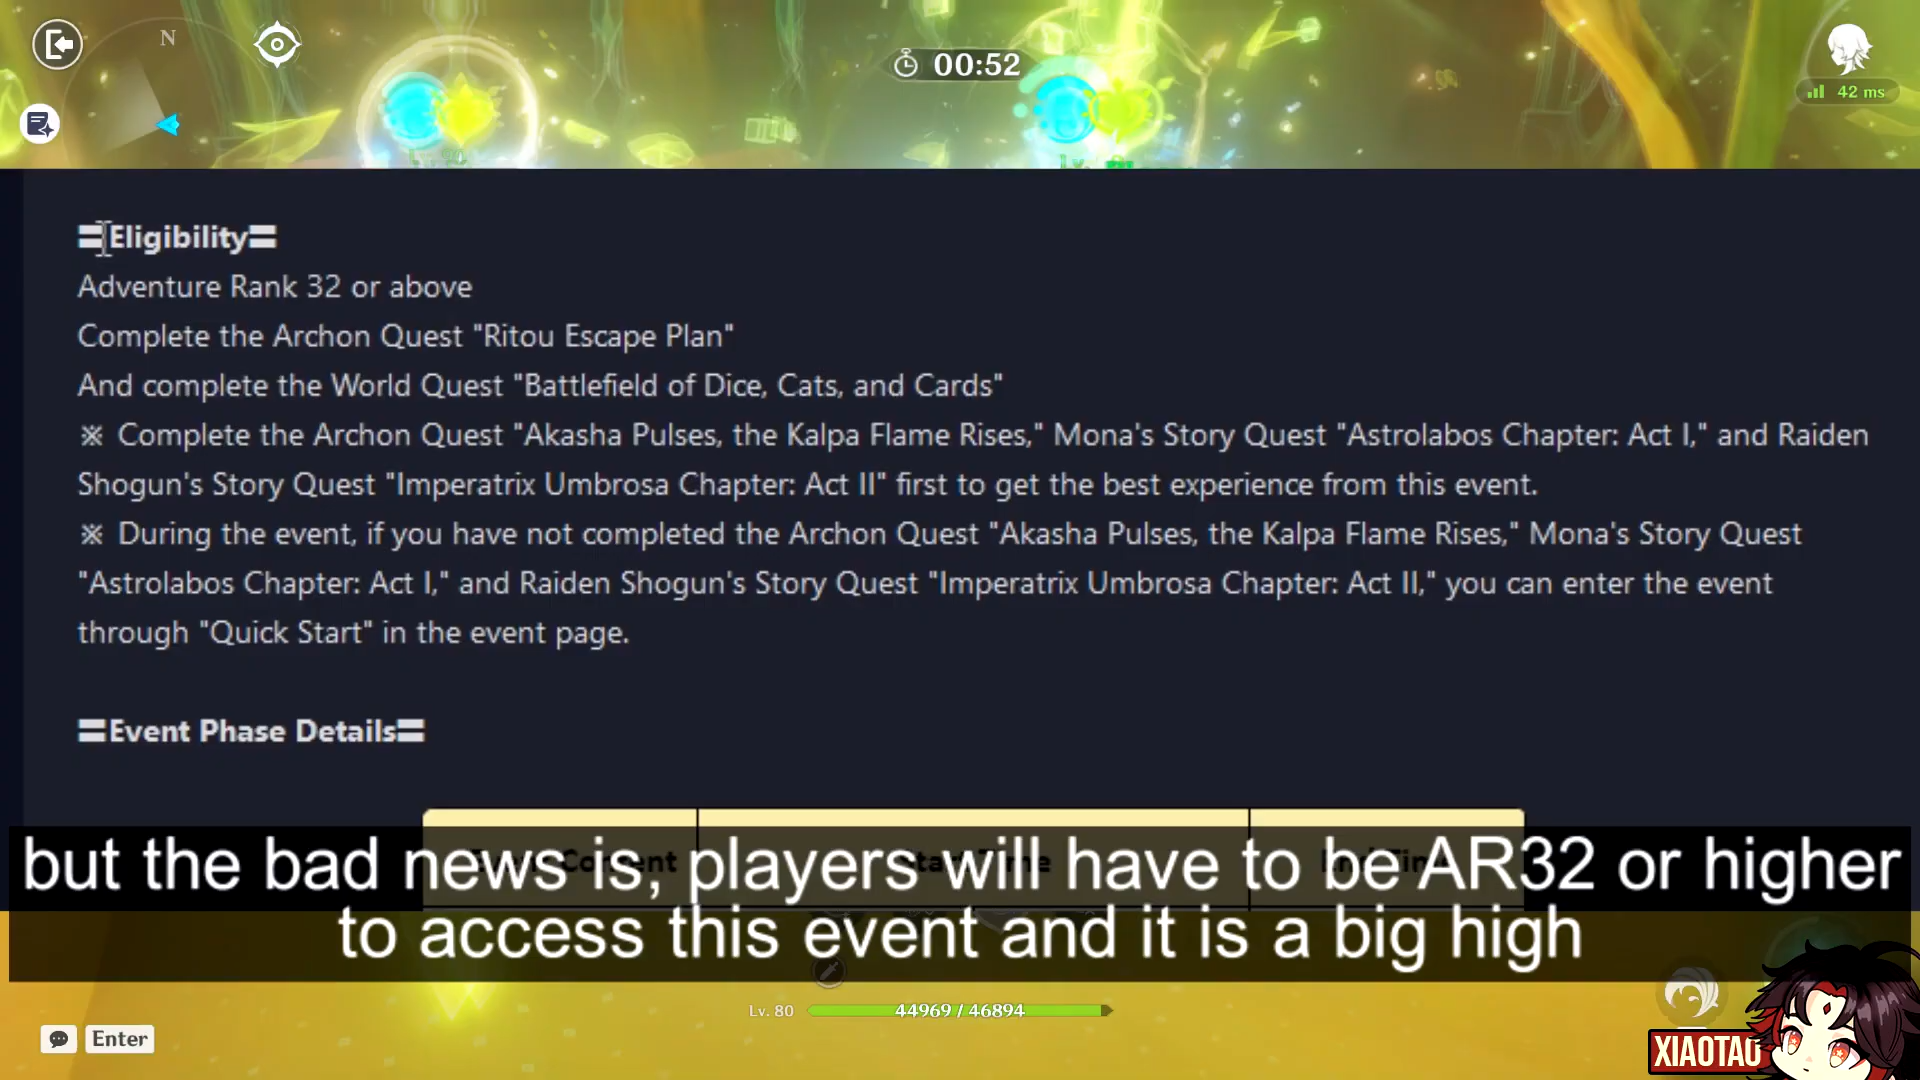 N
00:52
42 ms
〓Eligibility〓
Adventure Rank 32 or above
Complete the Archon Quest "Ritou Escape Plan"
And complete the World Quest "Battlefield of Dice, Cats, and Cards"
※ Complete the Archon Quest "Akasha Pulses, the Kalpa Flame Rises," Mona's Story Quest "Astrolabos Chapter: Act I," and Raiden
Shogun's Story Quest "Imperatrix Umbrosa Chapter: Act II" first to get the best experience from this event.
※ During the event, if you have not completed the Archon Quest "Akasha Pulses, the Kalpa Flame Rises," Mona's Story Quest
"Astrolabos Chapter: Act I," and Raiden Shogun's Story Quest "Imperatrix Umbrosa Chapter: Act II," you can enter the event
through "Quick Start" in the event page.
〓Event Phase Details〓
but the bad news is, players will have to be AR32 or higher
to access this event and it is a big high
Lv. 80
44969 / 46894
Enter
XIAOTAO